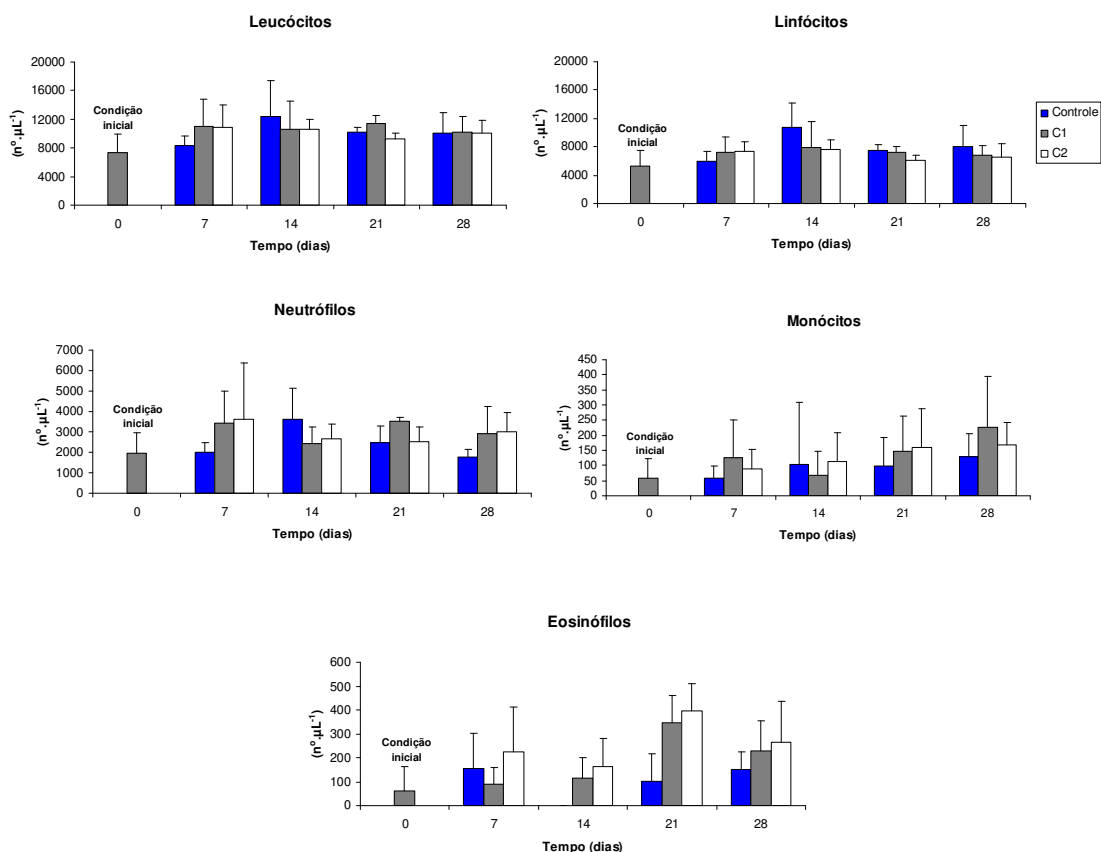 Leucócitos
20000
16000
12000
8000
4000
0
(nº.µL-1)
Condição
inicial
0 7 14 21 28
Tempo (dias)
Linfócitos
20000
16000
12000
8000
4000
0
(nº.µL-1)
Condição
inicial
0 7 14 21 28
Tempo (dias)
Controle
C1
C2
Neutrófilos
7000
6000
5000
4000
3000
2000
1000
0
(nº.µL-1)
Condição
inicial
0 7 14 21 28
Tempo (dias)
Monócitos
450
400
350
300
250
200
150
100
50
0
(nº.µL-1)
Condição
inicial
0 7 14 21 28
Tempo (dias)
Eosinófilos
600
500
400
300
200
100
0
(nº.µL-1)
Condição
inicial
0 7 14 21 28
Tempo (dias)